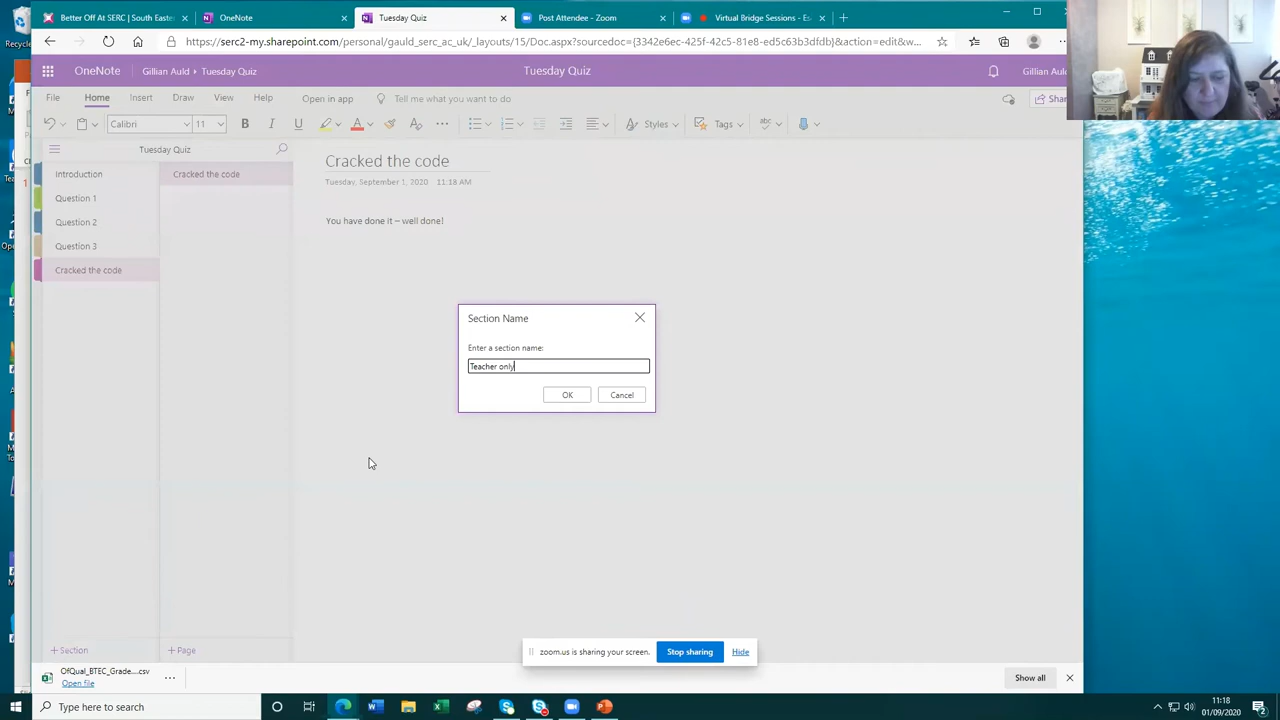 Better Off At SERC | South Easte
OneNote
Tuesday Quiz
Post Attendee - Zoom
Virtual Bridge Sessions - Es
https://serc2-my.sharepoint.com/personal/gauld_serc_ac_uk/_layouts/15/Doc.aspx?sourcedoc={3342e6ec-425f-42c5-81e8-ed5c63b3dfdb}&action=edit&w...
OneNote
Gillian Auld › Tuesday Quiz
Tuesday Quiz
Gillian Auld
File
Home
Insert
Draw
View
Help
Open in app
Tell me what you want to do
Share
Calibri
11
B
I
U
A
Styles
Tags
abc
Tuesday Quiz
Introduction
Question 1
Question 2
Question 3
Cracked the code
Cracked the code
Cracked the code
Tuesday, September 1, 2020 11:18 AM
You have done it – well done!
Section Name
Enter a section name:
Teacher only
OK
Cancel
+ Section
+ Page
zoom.us is sharing your screen.
Stop sharing
Hide
OfQual_BTEC_Grade....csv
Open file
Show all
Type here to search
11:18
01/09/2020
2